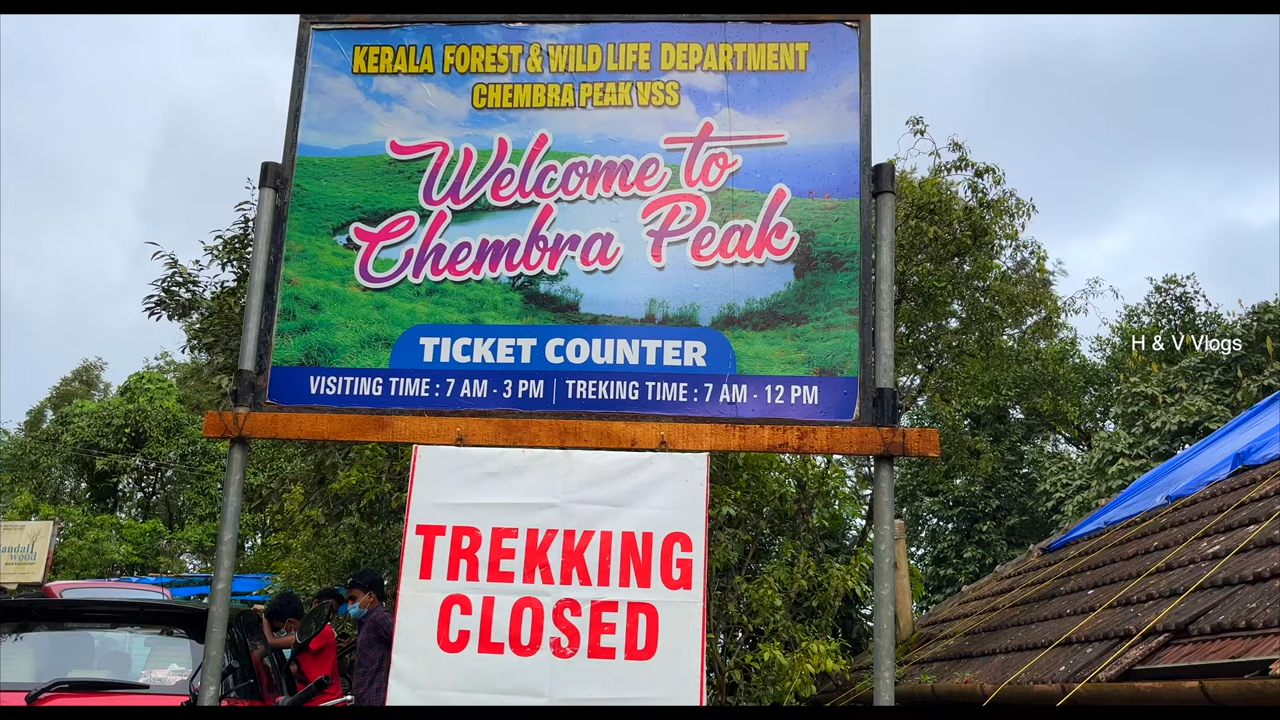 KERALA FOREST & WILD LIFE DEPARTMENT
CHEMBRA PEAK VSS
Welcome to
Chembra Peak
TICKET COUNTER
VISITING TIME : 7 AM - 3 PM | TREKING TIME : 7 AM - 12 PM
H & V Vlogs
TREKKING
CLOSED
wood